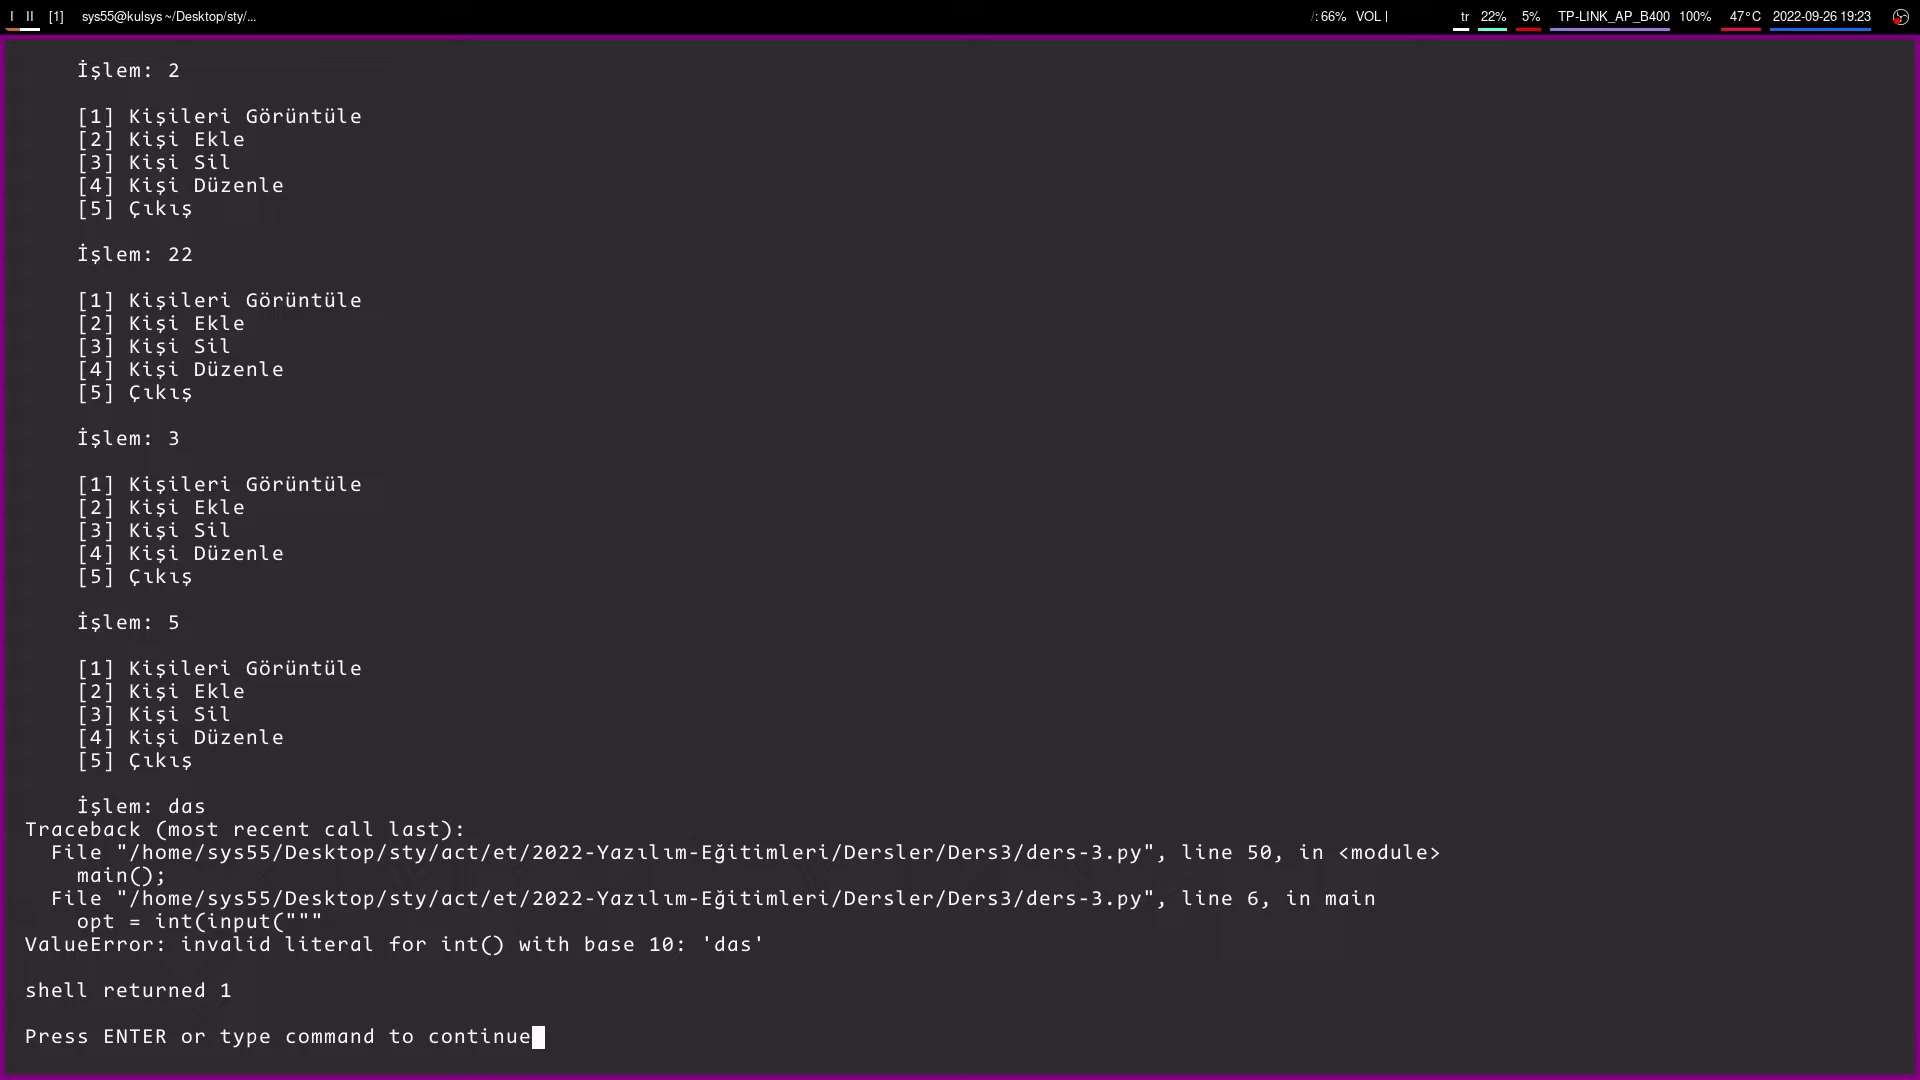 I II [1] sys55@kulsys ~/Desktop/sty/... /: 66% VOL | tr 22% 5% TP-LINK_AP_B400 100% 47°C 2022-09-26 19:23
İşlem: 2
[1] Kişileri Görüntüle
[2] Kişi Ekle
[3] Kişi Sil
[4] Kişi Düzenle
[5] Çıkış
İşlem: 22
[1] Kişileri Görüntüle
[2] Kişi Ekle
[3] Kişi Sil
[4] Kişi Düzenle
[5] Çıkış
İşlem: 3
[1] Kişileri Görüntüle
[2] Kişi Ekle
[3] Kişi Sil
[4] Kişi Düzenle
[5] Çıkış
İşlem: 5
[1] Kişileri Görüntüle
[2] Kişi Ekle
[3] Kişi Sil
[4] Kişi Düzenle
[5] Çıkış
İşlem: das
Traceback (most recent call last):
File "/home/sys55/Desktop/sty/act/et/2022-Yazılım-Eğitimleri/Dersler/Ders3/ders-3.py", line 50, in <module>
main();
File "/home/sys55/Desktop/sty/act/et/2022-Yazılım-Eğitimleri/Dersler/Ders3/ders-3.py", line 6, in main
opt = int(input("""
ValueError: invalid literal for int() with base 10: 'das'
shell returned 1
Press ENTER or type command to continue